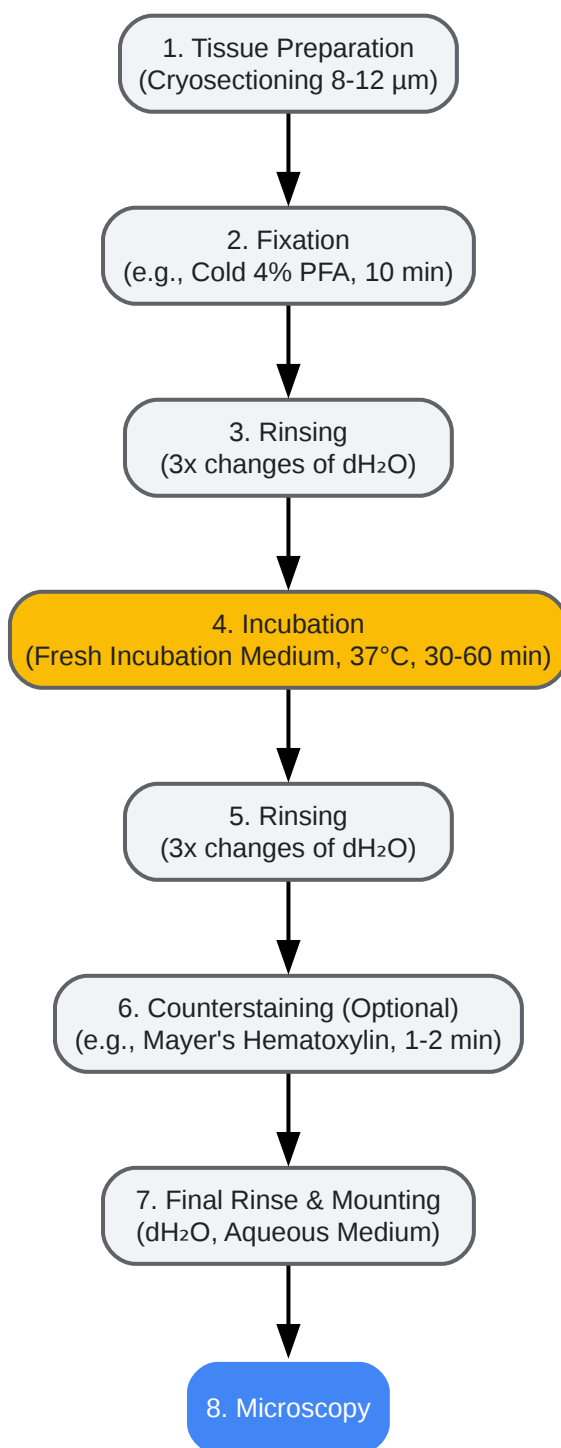 1. Tissue Preparation
(Cryosectioning 8-12 µm)
2. Fixation
(e.g., Cold 4% PFA, 10 min)
3. Rinsing
(3x changes of dH₂O)
4. Incubation
(Fresh Incubation Medium, 37°C, 30-60 min)
5. Rinsing
(3x changes of dH₂O)
6. Counterstaining (Optional)
(e.g., Mayer's Hematoxylin, 1-2 min)
7. Final Rinse & Mounting
(dH₂O, Aqueous Medium)
8. Microscopy